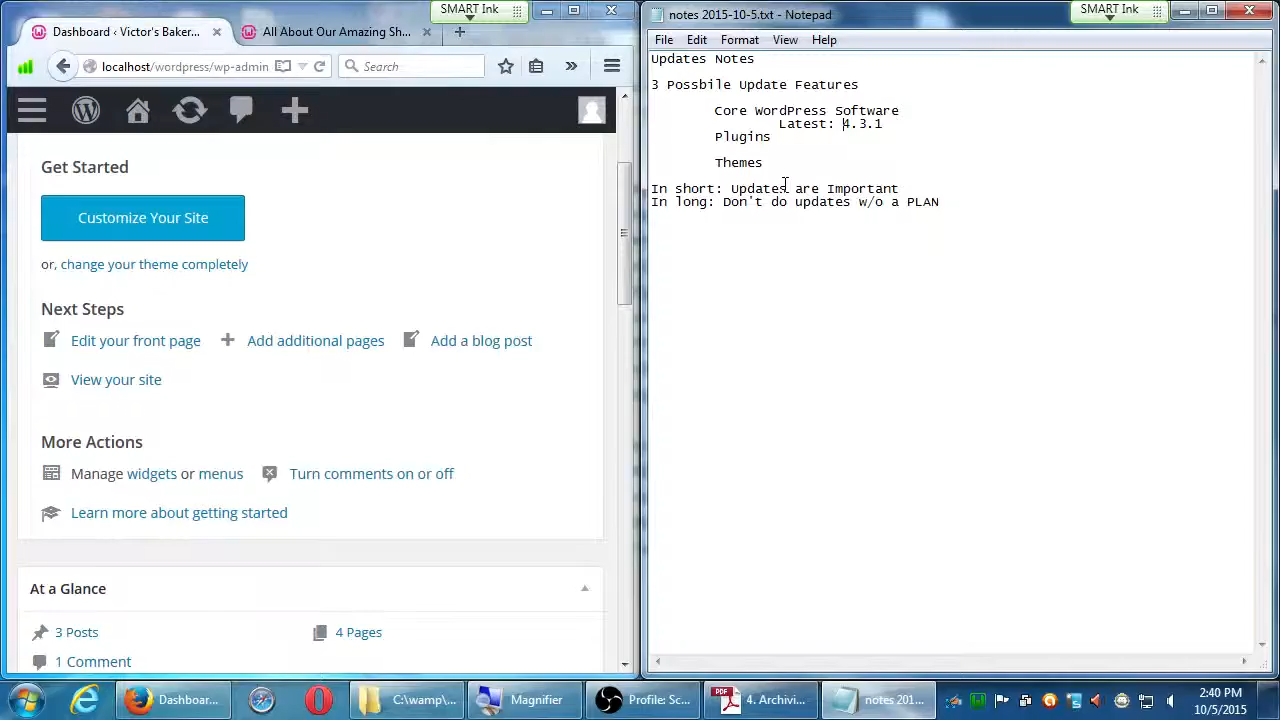 SMART Ink
Dashboard ‹ Victor's Baker...
All About Our Amazing Sh...
localhost/wordpress/wp-admin
Search
Get Started
Customize Your Site
or, change your theme completely
Next Steps
Edit your front page
Add additional pages
Add a blog post
View your site
More Actions
Manage widgets or menus
Turn comments on or off
Learn more about getting started
At a Glance
3 Posts
4 Pages
1 Comment
notes 2015-10-5.txt - Notepad
SMART Ink
File Edit Format View Help
Updates Notes
3 Possbile Update Features
Core WordPress Software
Latest: 4.3.1
Plugins
Themes
In short: Updates are Important
In long: Don't do updates w/o a PLAN
Dashboar...
C:\wamp\...
Magnifier
Profile: Sc...
PDF
4. Archivi...
notes 201...
2:40 PM
10/5/2015